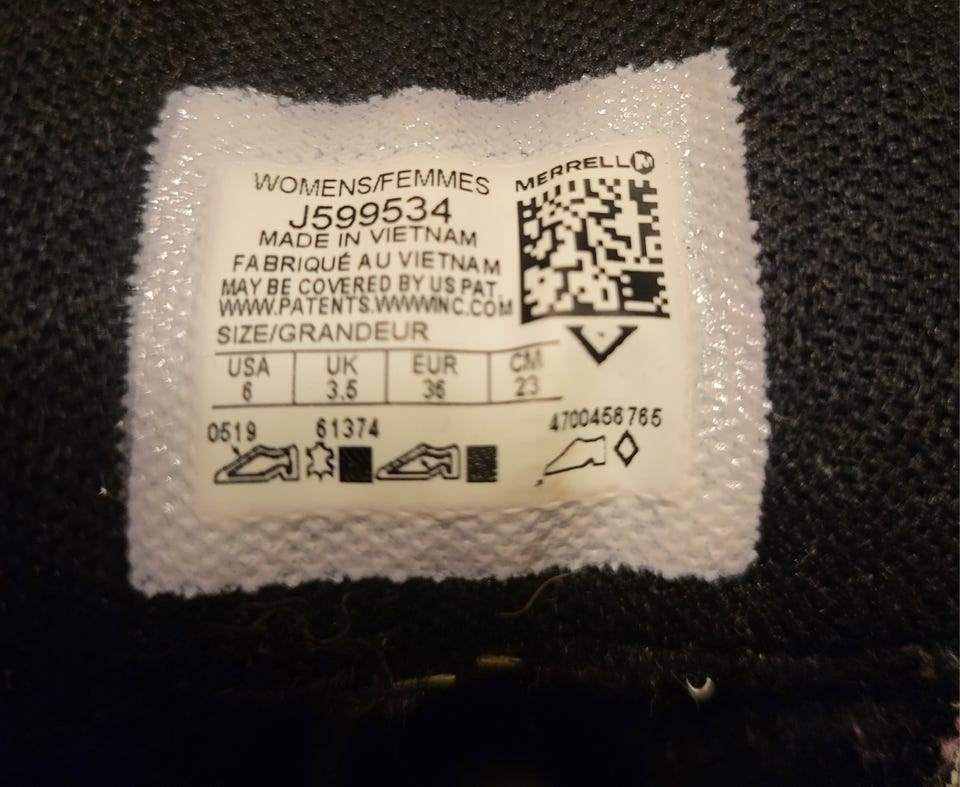 WOMENS/FEMMES
J599534
MADE IN VIETNAM
FABRIQUÉ AU VIETNAM
MAY BE COVERED BY US PAT.
WWW.PATENTS.WWWINC.COM
MERRELL M
SIZE/GRANDEUR
USA UK EUR CM
6 3.5 36 23
0519 61374
4700456765